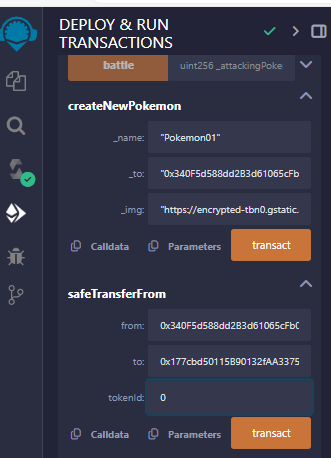 DEPLOY & RUN
TRANSACTIONS
battle
uint256 _attackingPoke
createNewPokemon
_name:
"Pokemon01"
_to:
"0x340F5d588dd2B3d61065cFb
_img:
"https://encrypted-tbn0.gstatic.
Calldata
Parameters
transact
safeTransferFrom
from:
0x340F5d588dd2B3d61065cFb0
to:
0x177cbd50115B90132fAA3375
tokenId:
0
Calldata
Parameters
transact